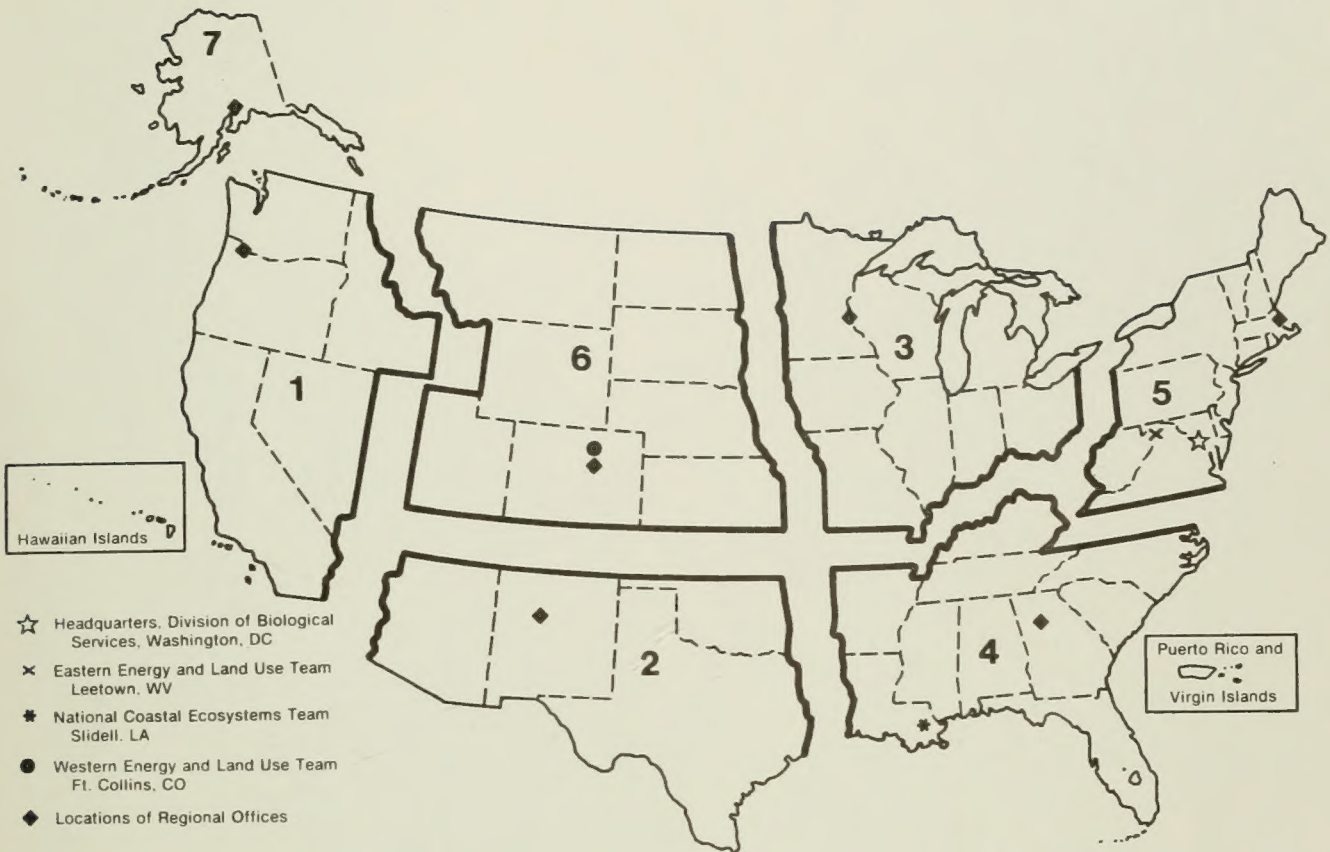 7
6
3
1
5
Hawaiian Islands
2
4
Puerto Rico and
Virgin Islands
Headquarters, Division of Biological
Services, Washington, DC
Eastern Energy and Land Use Team
Leetown, WV
National Coastal Ecosystems Team
Slidell, LA
Western Energy and Land Use Team
Ft. Collins, CO
Locations of Regional Offices